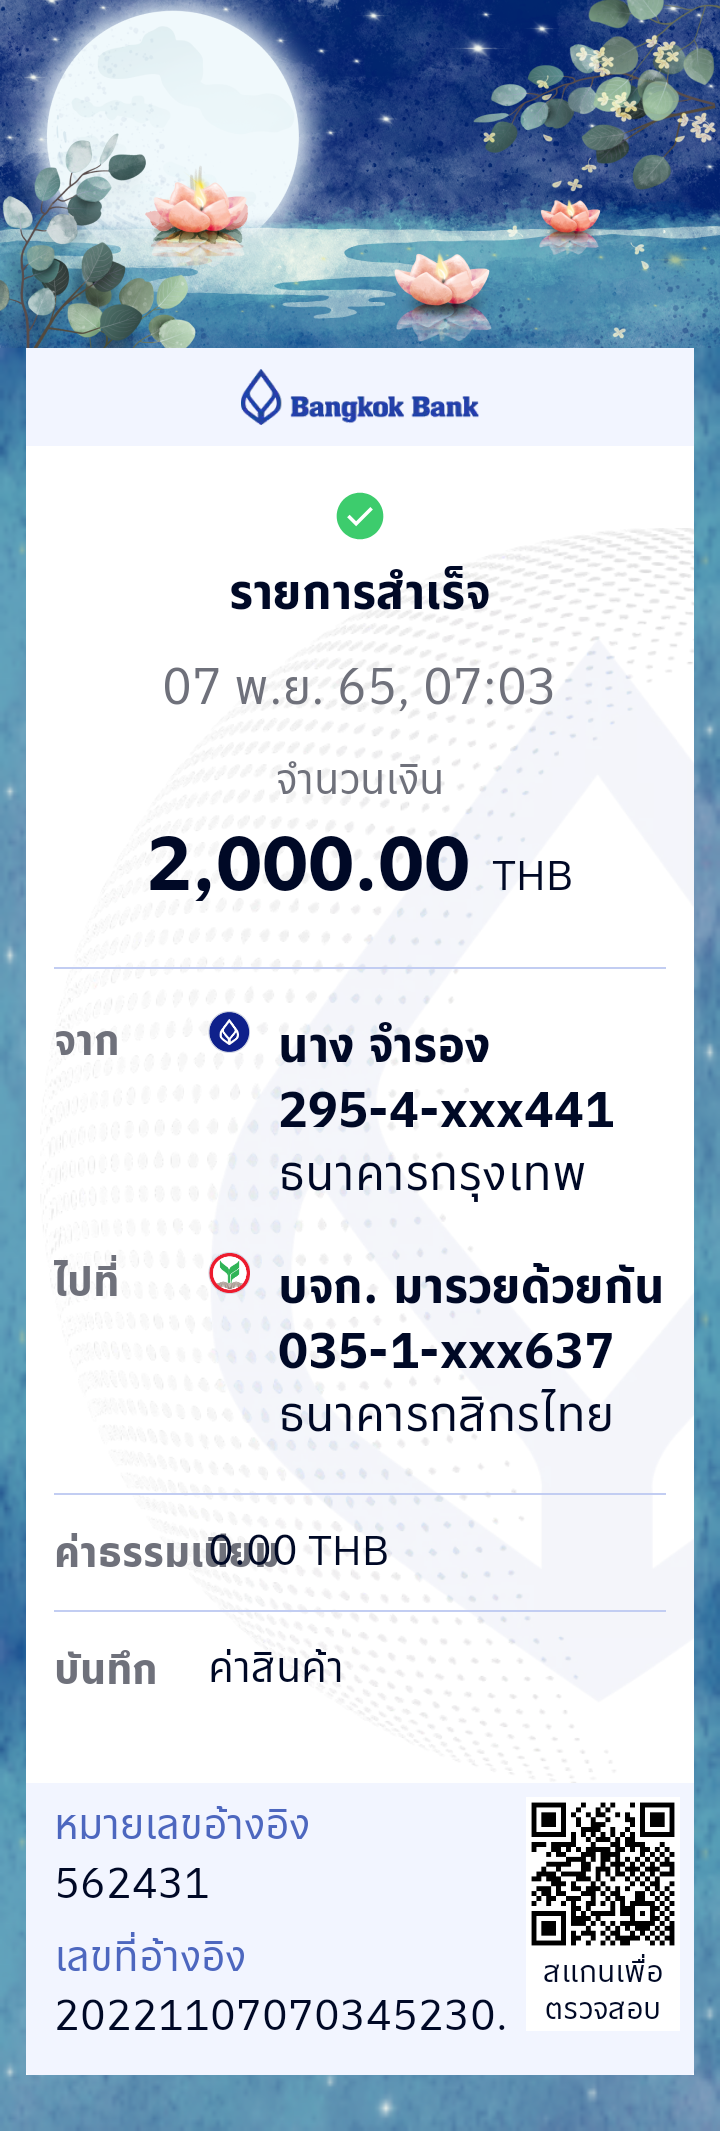 Bangkok Bank
รายการสำเร็จ
07 พ.ย. 65, 07:03
จำนวนเงิน
2,000.00 THB
จาก
นาง จำรอง
295-4-xxx441
ธนาคารกรุงเทพ
ไปที่
บจก. มารวยด้วยกัน
035-1-xxx637
ธนาคารกสิกรไทย
ค่าธรรมเนียม 0.00 THB
บันทึก ค่าสินค้า
หมายเลขอ้างอิง
562431
เลขที่อ้างอิง
20221107070345230.
สแกนเพื่อ
ตรวจสอบ